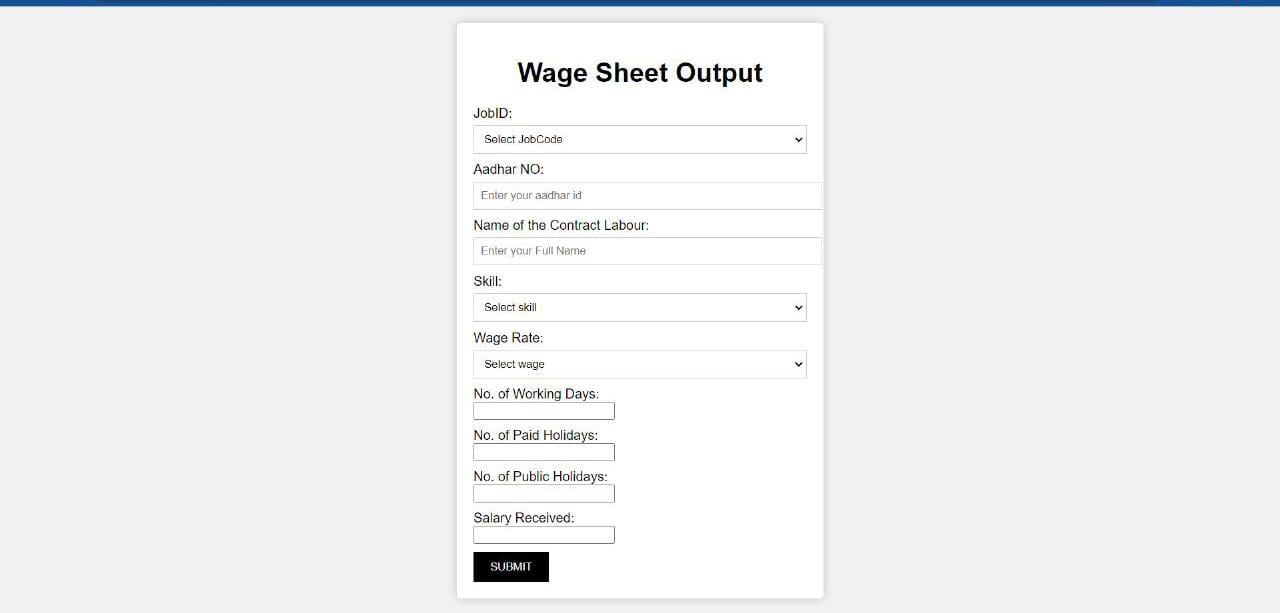 Wage Sheet Output
JobID:
Select JobCode
Aadhar NO:
Enter your aadhar id
Name of the Contract Labour:
Enter your Full Name
Skill:
Select skill
Wage Rate:
Select wage
No. of Working Days:
No. of Paid Holidays:
No. of Public Holidays:
Salary Received:
SUBMIT